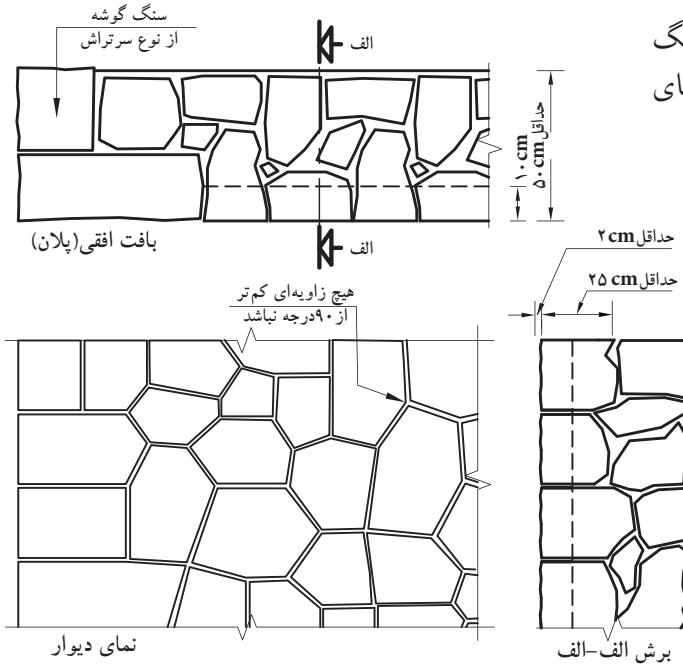 سنگ گوشه
از نوع سرتراش
الف
گ
ای
حداقل ۵۰cm
۱۰cm
بافت افقی(پلان)
الف
حداقل ۲cm
حداقل ۲۵ cm
هیچ زاویه‌ای کم‌تر
از ۹۰درجه نباشد
نمای دیوار
برش الف-الف